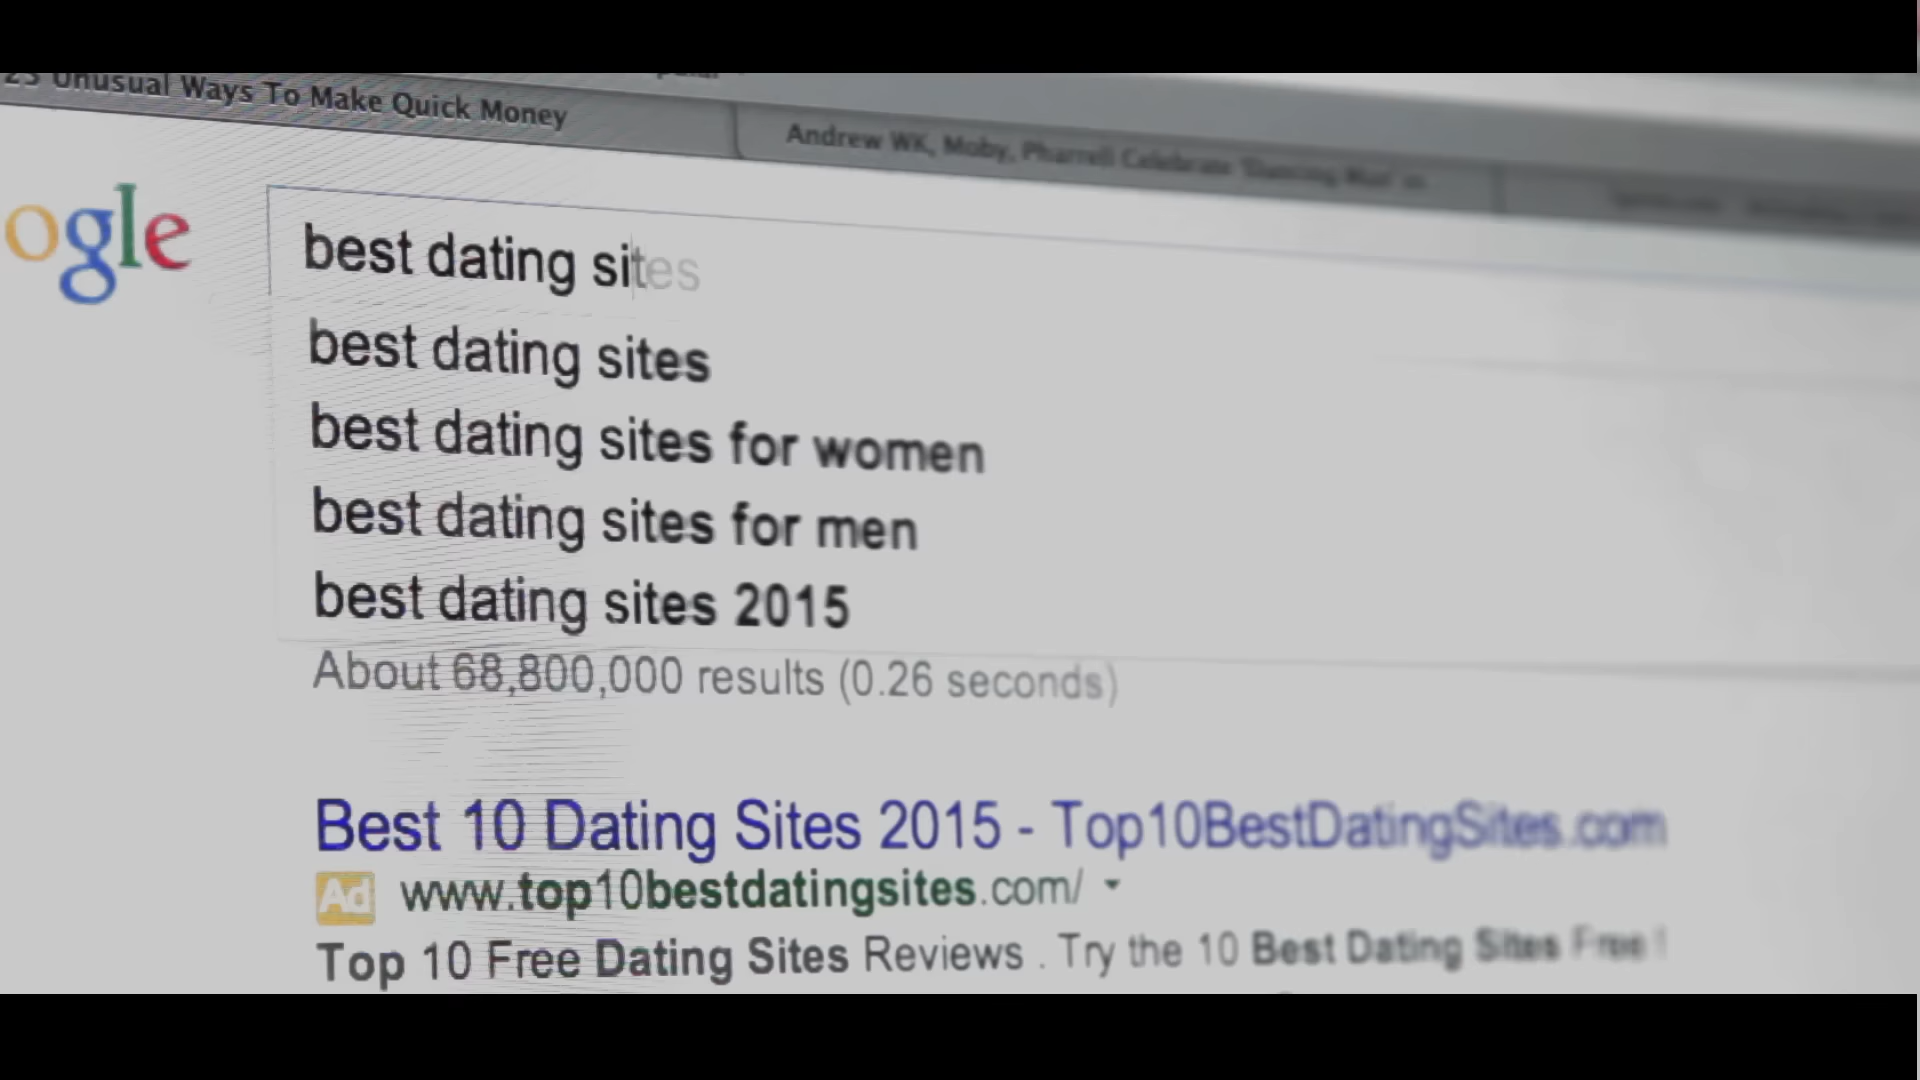 25 Unusual Ways To Make Quick Money
Andrew WK, Moby, Pharrell Celebrate
ogle
best dating sites
best dating sites
best dating sites for women
best dating sites for men
best dating sites 2015
About 68,800,000 results (0.26 seconds)
Best 10 Dating Sites 2015 - Top10BestDatingSites.com
Ad www.top10bestdatingsites.com/
Top 10 Free Dating Sites Reviews . Try the 10 Best Dating Sites Free !